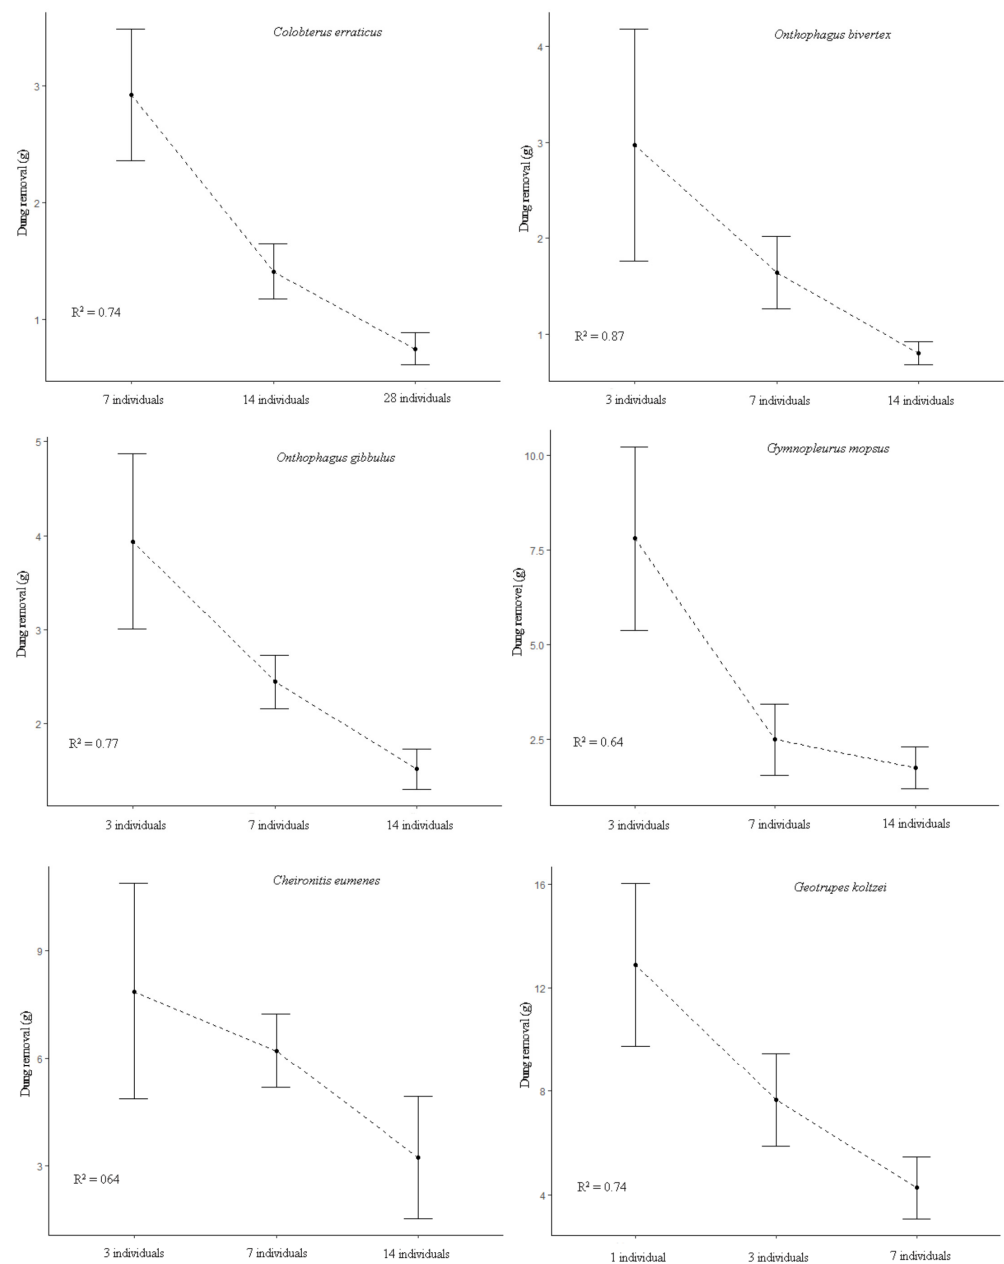 Colobterus erraticus
Dung removal (g)
3
2
1
R² = 0.74
7 individuals 14 individuals 28 individuals
Onthophagus bivertex
Dung removal (g)
4
3
2
1
R² = 0.87
3 individuals 7 individuals 14 individuals
Onthophagus gibbulus
Dung removal (g)
5
4
3
2
R² = 0.77
3 individuals 7 individuals 14 individuals
Gymnopleurus mopsus
Dung removel (g)
10.0
7.5
5.0
2.5
R² = 0.64
3 individuals 7 individuals 14 individuals
Cheironitis eumenes
Dung removal (g)
9
6
3
R² = 064
3 individuals 7 individuals 14 individuals
Geotrupes koltzei
Dung removal (g)
16
12
8
4
R² = 0.74
1 individual 3 individuals 7 individuals